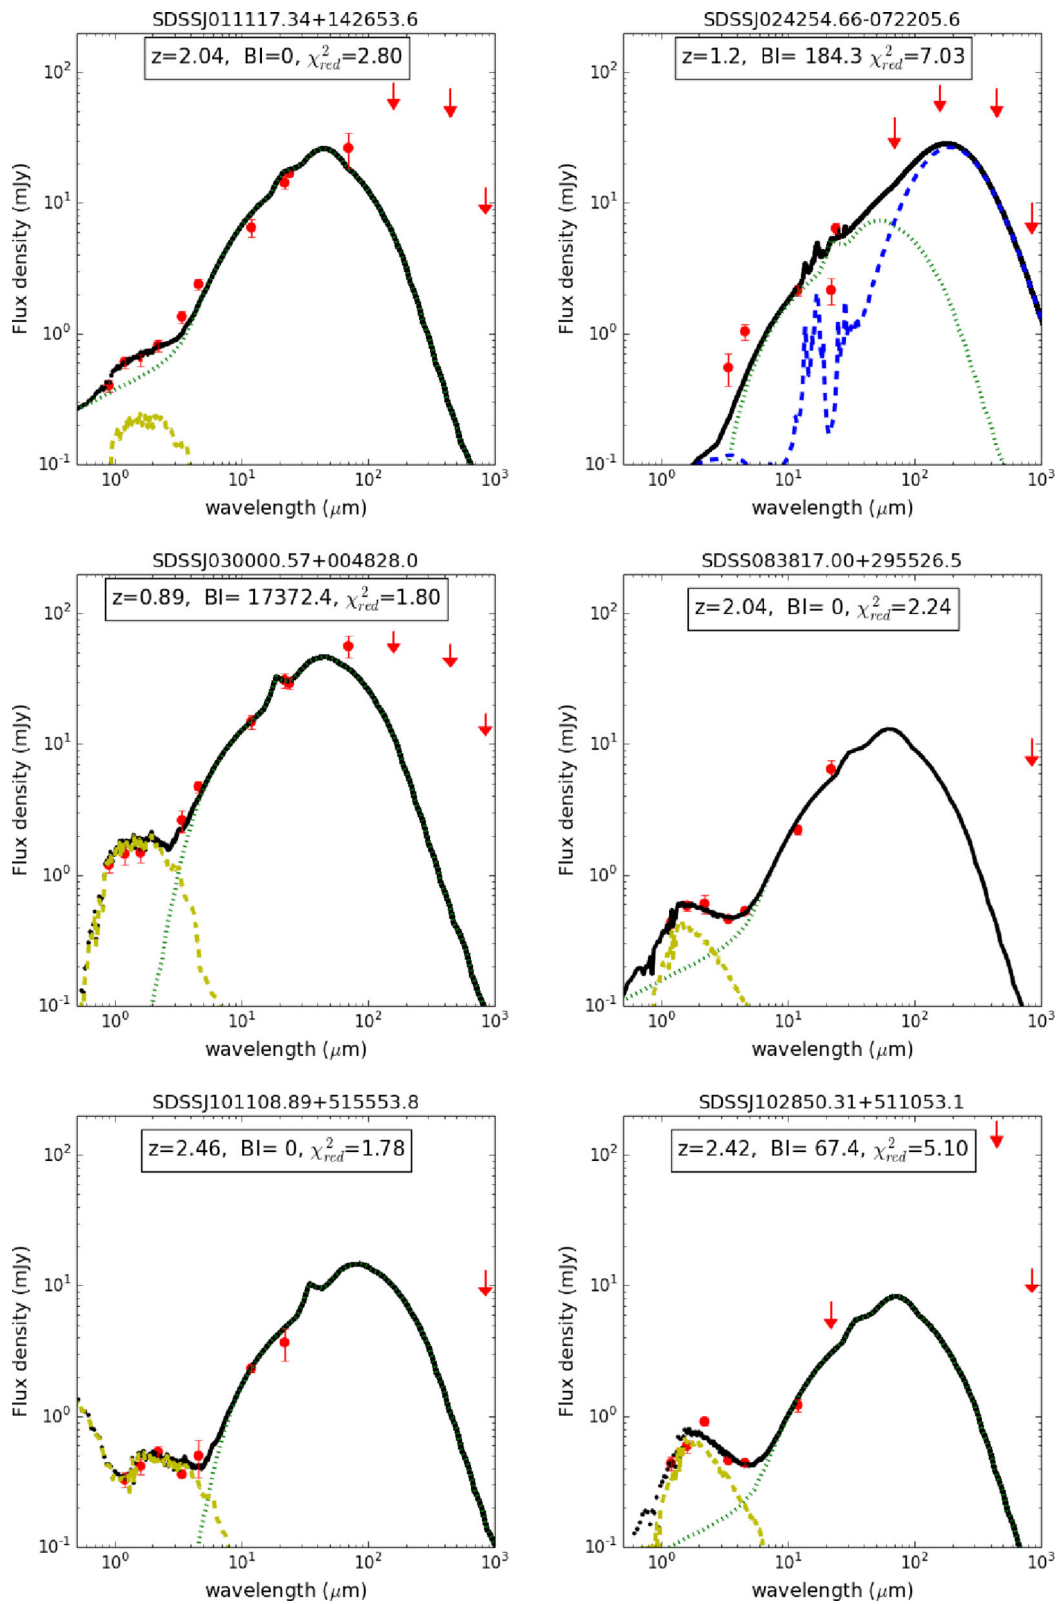 SDSSJ011117.34+142653.6
z=2.04, BI=0, χ²red=2.80
10²
10¹
10⁰
10⁻¹
Flux density (mJy)
10⁰ 10¹ 10² 10³
wavelength (μm)
SDSSJ024254.66-072205.6
z=1.2, BI= 184.3 χ²red=7.03
10²
10¹
10⁰
10⁻¹
Flux density (mJy)
10⁰ 10¹ 10² 10³
wavelength (μm)
SDSSJ030000.57+004828.0
z=0.89, BI= 17372.4, χ²red=1.80
10²
10¹
10⁰
10⁻¹
Flux density (mJy)
10⁰ 10¹ 10² 10³
wavelength (μm)
SDSS083817.00+295526.5
z=2.04, BI= 0, χ²red=2.24
10²
10¹
10⁰
10⁻¹
Flux density (mJy)
10⁰ 10¹ 10² 10³
wavelength (μm)
SDSSJ101108.89+515553.8
z=2.46, BI= 0, χ²red=1.78
10²
10¹
10⁰
10⁻¹
Flux density (mJy)
10⁰ 10¹ 10² 10³
wavelength (μm)
SDSSJ102850.31+511053.1
z=2.42, BI= 67.4, χ²red=5.10
10²
10¹
10⁰
10⁻¹
Flux density (mJy)
10⁰ 10¹ 10² 10³
wavelength (μm)